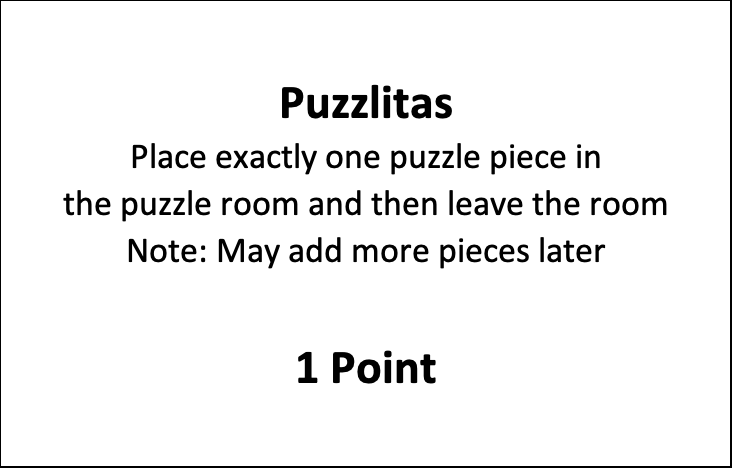 Puzzlitas
Place exactly one puzzle piece in
the puzzle room and then leave the room
Note: May add more pieces later
1 Point